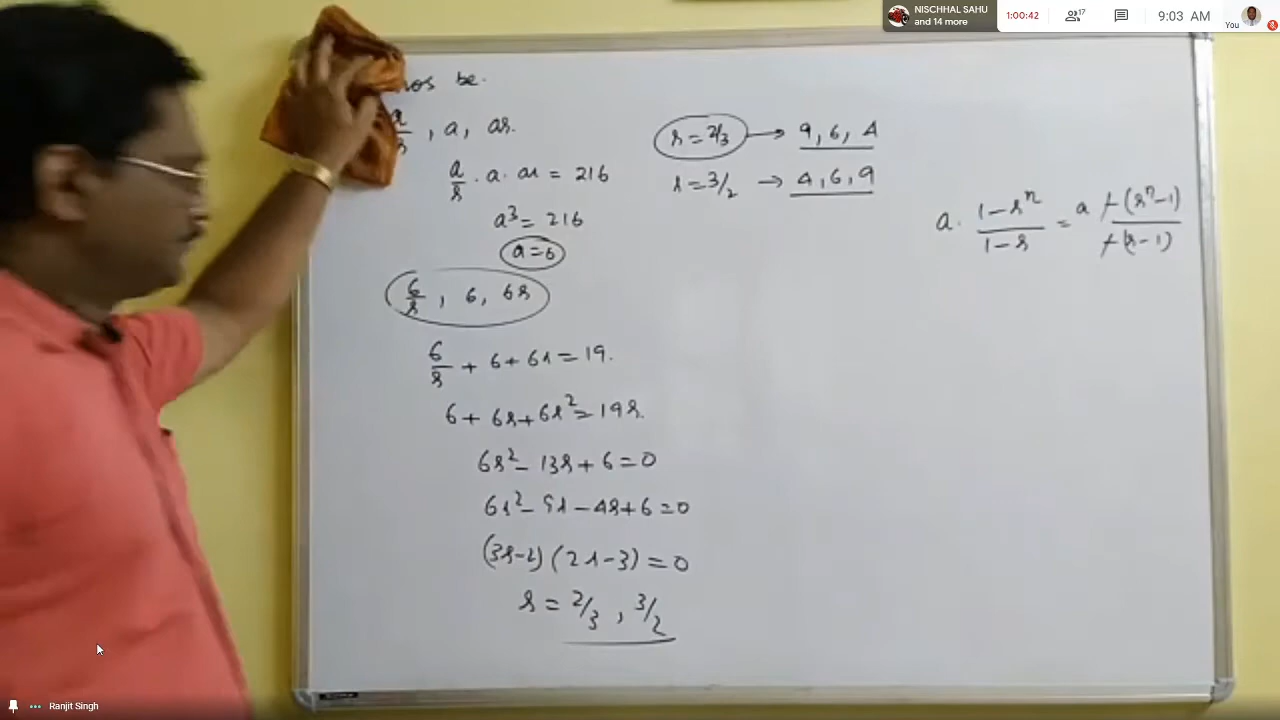 NISCHHAL SAHU
and 14 more
1:00:42
17
9:03 AM
You
nos be.
a/r, a, ar.
a/r · a · ar = 216
a³ = 216
a = 6
6/r, 6, 6r
6/r + 6 + 6r = 19.
6 + 6r + 6r² = 19r.
6r² - 13r + 6 = 0
6r² - 9r - 4r + 6 = 0
(3r-2)(2r-3) = 0
r = 2/3, 3/2
r = 2/3 → 9, 6, 4
r = 3/2 → 4, 6, 9
a · (1-rⁿ)/(1-r) = a -(rⁿ-1)/-(r-1)
Ranjit Singh